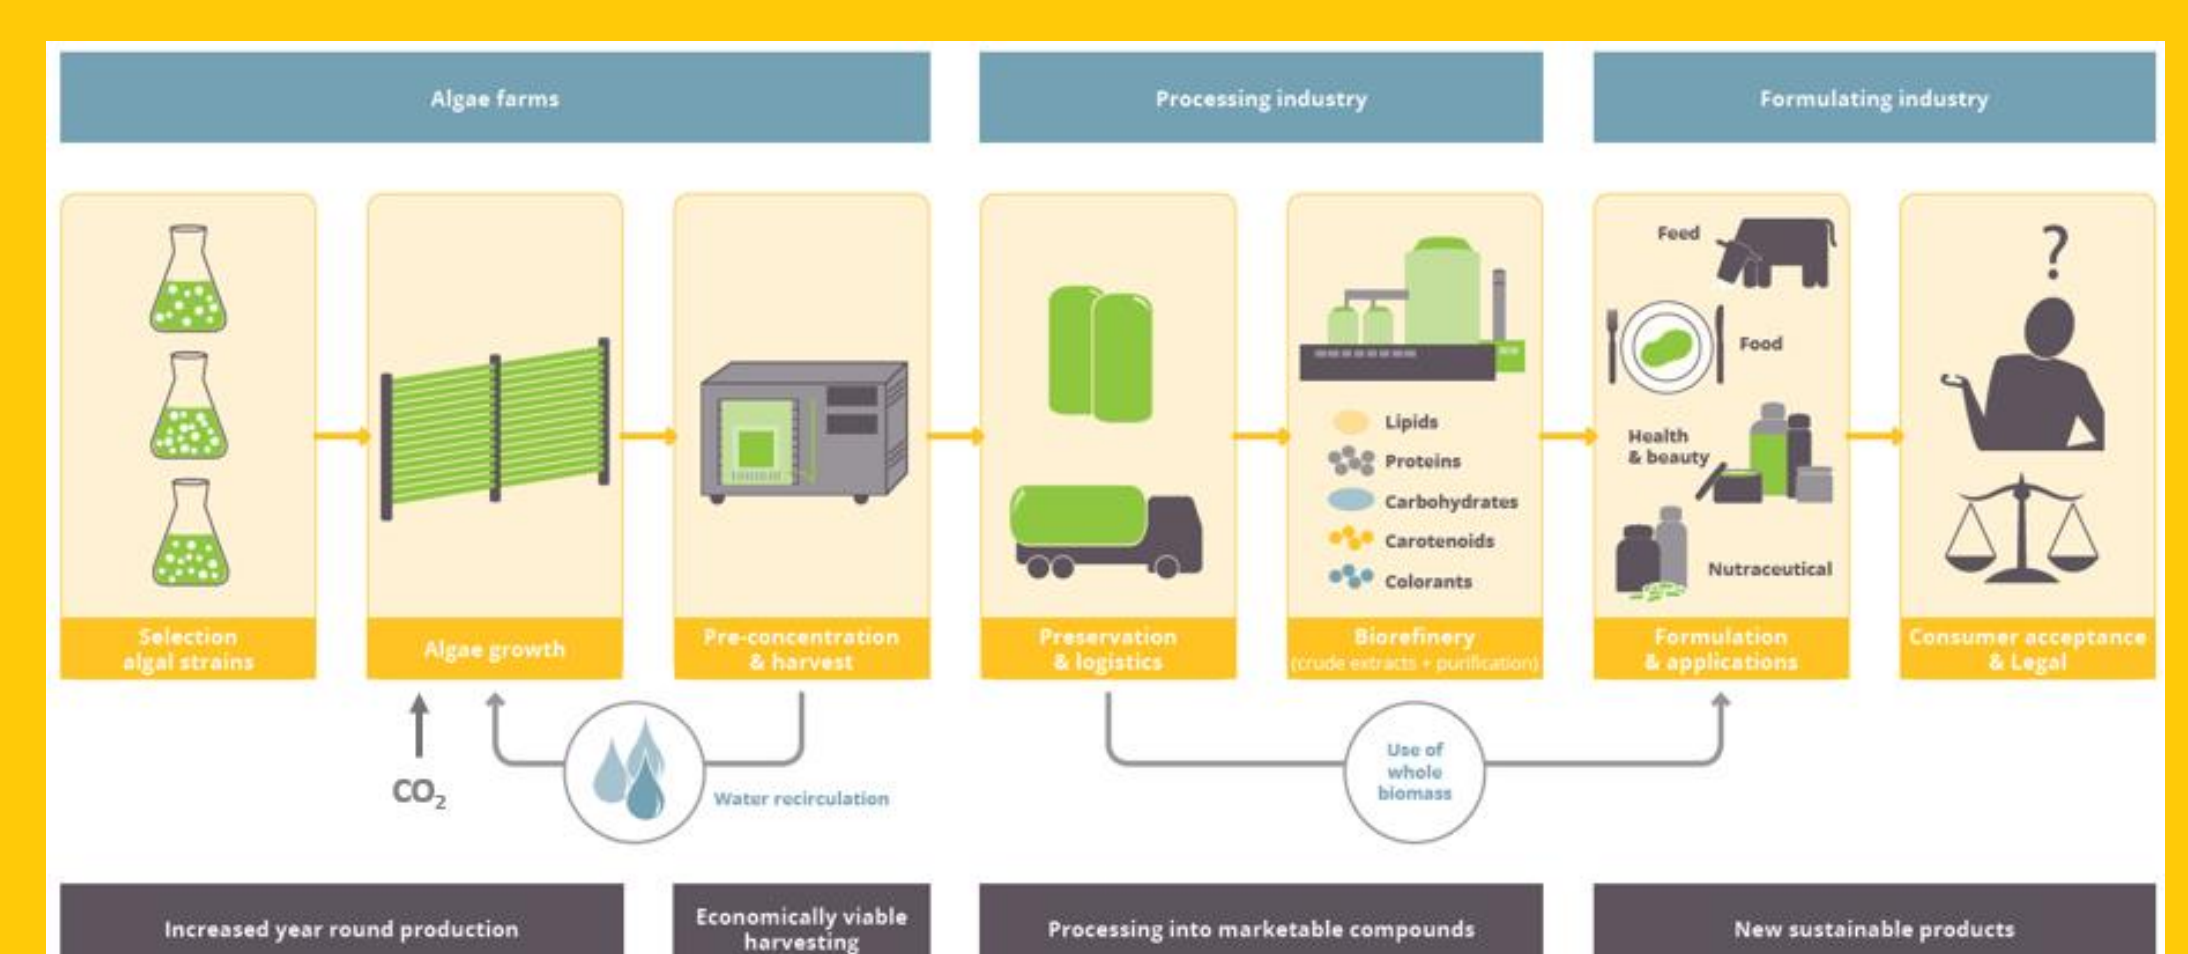 Algae farms
Processing industry
Formulating industry
Selection
algal strains
Algae growth
Pre-concentration
& harvest
Preservation
& logistics
Lipids
Proteins
Carbohydrates
Carotenoids
Colorants
Biorefinery
(crude extracts + purification)
Feed
Food
Health
& beauty
Nutraceutical
Formulation
& applications
?
Consumer acceptance
& Legal
CO₂
Water recirculation
Use of
whole
biomass
Increased year round production
Economically viable
harvesting
Processing into marketable compounds
New sustainable products